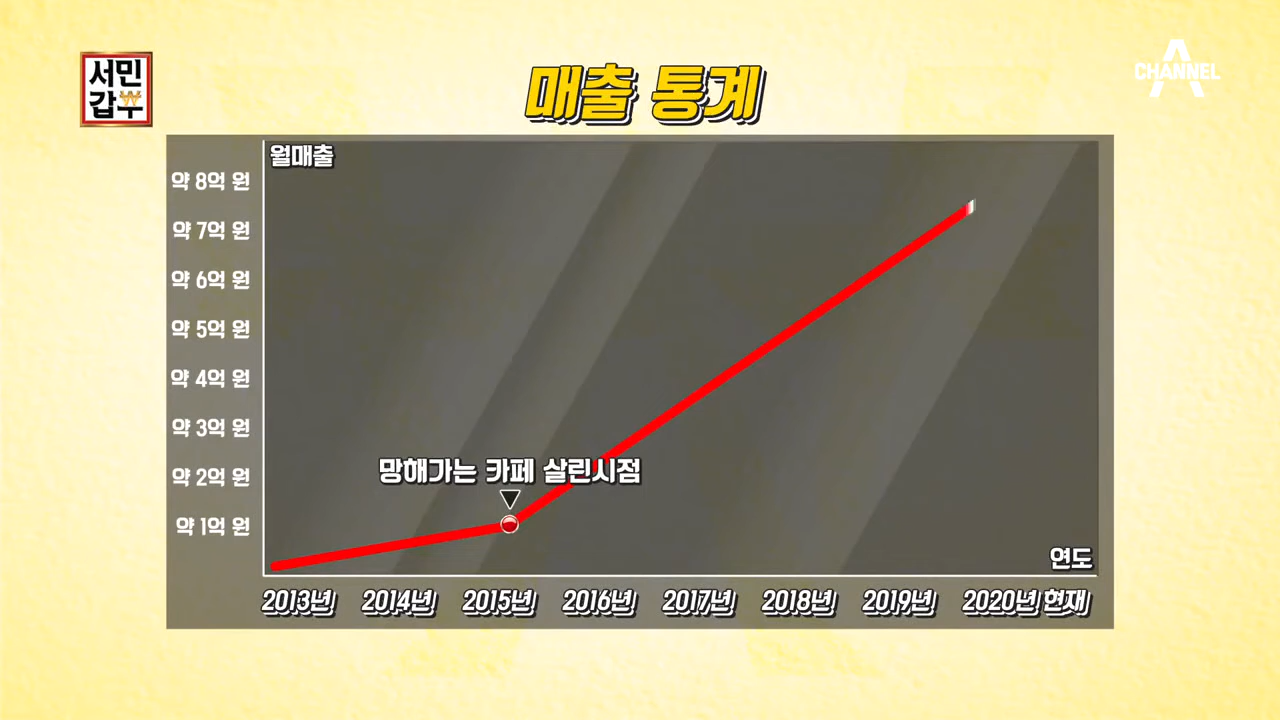 서민
갑부
CHANNEL A
매출 통계
월매출
약 8억 원
약 7억 원
약 6억 원
약 5억 원
약 4억 원
약 3억 원
약 2억 원
약 1억 원
망해가는 카페 살린시점
연도
2013년 2014년 2015년 2016년 2017년 2018년 2019년 2020년 현재